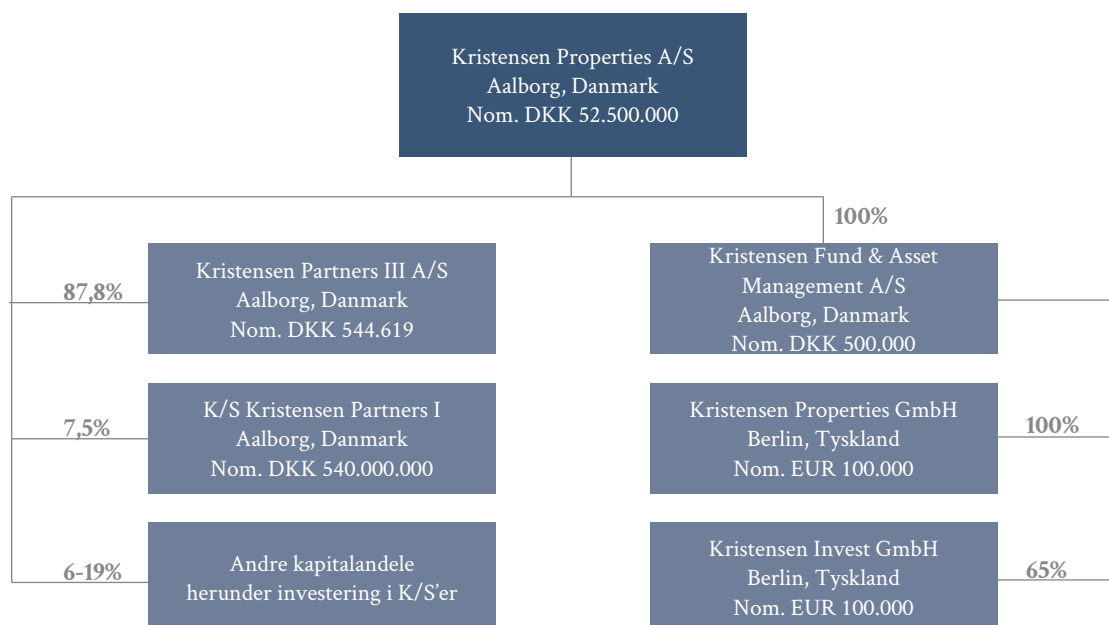 Kristensen Properties A/S
Aalborg, Danmark
Nom. DKK 52.500.000
100%
87,8%
Kristensen Partners III A/S
Aalborg, Danmark
Nom. DKK 544.619
Kristensen Fund & Asset
Management A/S
Aalborg, Danmark
Nom. DKK 500.000
7,5%
K/S Kristensen Partners I
Aalborg, Danmark
Nom. DKK 540.000.000
Kristensen Properties GmbH
Berlin, Tyskland
Nom. EUR 100.000
100%
6-19%
Andre kapitalandele
herunder investering i K/S’er
Kristensen Invest GmbH
Berlin, Tyskland
Nom. EUR 100.000
65%